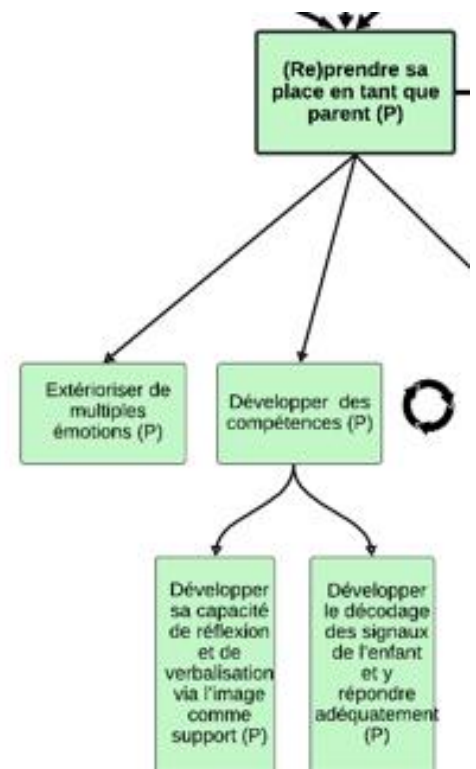 (Re)prendre sa
place en tant que
parent (P)
Extérioriser de
multiples
émotions (P)
Développer des
compétences (P)
Développer
sa capacité
de réflexion
et de
verbalisation
via l'image
comme
support (P)
Développer
le décodage
des signaux
de l'enfant
et y
répondre
adéquatement
(P)